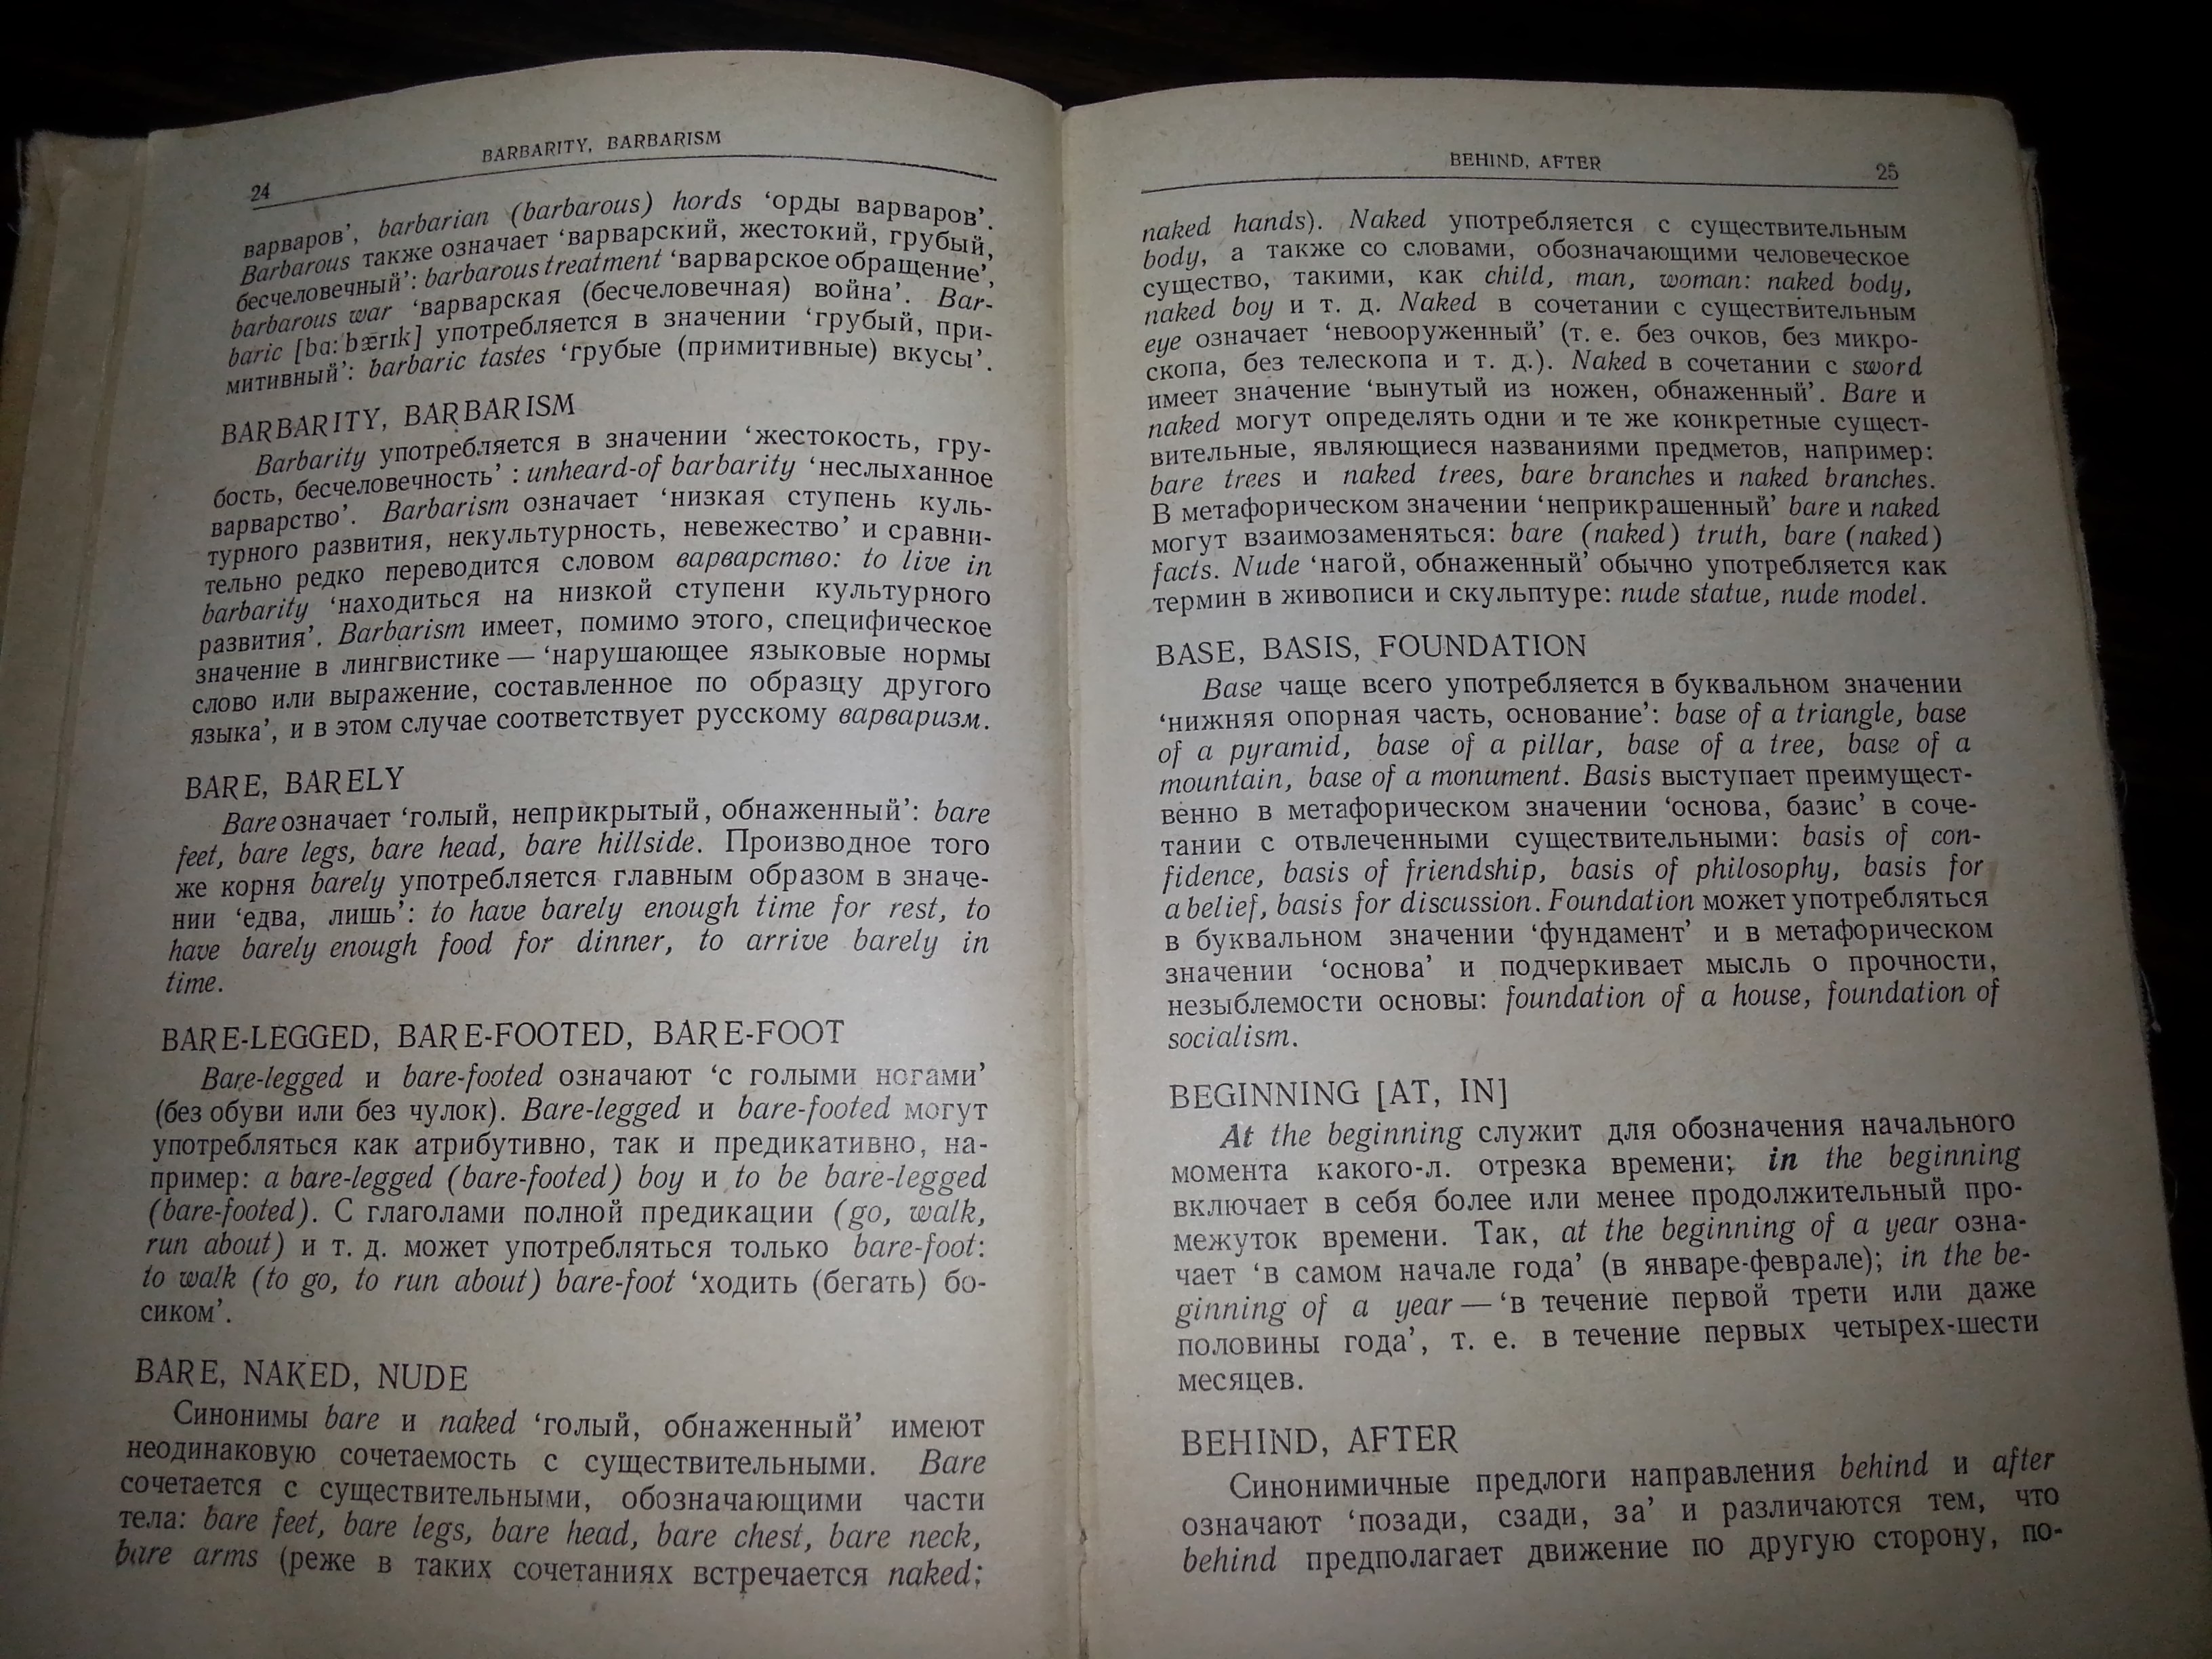 BARBARITY, BARBARISM
24
варваров’, barbarian (barbarous) hords ‘орды варваров’.
Barbarous также означает ‘варварский, жестокий, грубый,
бесчеловечный’: barbarous treatment ‘варварское обращение’,
barbarous war ‘варварская (бесчеловечная) война’. Bar-
baric [bɑ:ˈbærɪk] употребляется в значении ‘грубый, при-
митивный’: barbaric tastes ‘грубые (примитивные) вкусы’.
BARBARITY, BARBARISM
Barbarity употребляется в значении ‘жестокость, гру-
бость, бесчеловечность’ : unheard-of barbarity ‘неслыханное
варварство’. Barbarism означает ‘низкая ступень куль-
турного развития, некультурность, невежество’ и сравни-
тельно редко переводится словом варварство: to live in
barbarity ‘находиться на низкой ступени культурного
развития’. Barbarism имеет, помимо этого, специфическое
значение в лингвистике — ‘нарушающее языковые нормы
слово или выражение, составленное по образцу другого
языка’, и в этом случае соответствует русскому варваризм.
BARE, BARELY
Bare означает ‘голый, неприкрытый, обнаженный’: bare
feet, bare legs, bare head, bare hillside. Производное того
же корня barely употребляется главным образом в значе-
нии ‘едва, лишь’: to have barely enough time for rest, to
have barely enough food for dinner, to arrive barely in
time.
BARE-LEGGED, BARE-FOOTED, BARE-FOOT
Bare-legged и bare-footed означают ‘с голыми ногами’
(без обуви или без чулок). Bare-legged и bare-footed могут
употребляться как атрибутивно, так и предикативно, на-
пример: a bare-legged (bare-footed) boy и to be bare-legged
(bare-footed). С глаголами полной предикации (go, walk,
run about) и т. д. может употребляться только bare-foot:
to walk (to go, to run about) bare-foot ‘ходить (бегать) бо-
сиком’.
BARE, NAKED, NUDE
Синонимы bare и naked ‘голый, обнаженный’ имеют
неодинаковую сочетаемость с существительными. Bare
сочетается с существительными, обозначающими части
тела: bare feet, bare legs, bare head, bare chest, bare neck,
bare arms (реже в таких сочетаниях встречается naked;
BEHIND, AFTER
25
naked hands). Naked употребляется с существительным
body, а также со словами, обозначающими человеческое
существо, такими, как child, man, woman: naked body,
naked boy и т. д. Naked в сочетании с существительным
eye означает ‘невооруженный’ (т. е. без очков, без микро-
скопа, без телескопа и т. д.). Naked в сочетании с sword
имеет значение ‘вынутый из ножен, обнаженный’. Bare и
naked могут определять одни и те же конкретные сущест-
вительные, являющиеся названиями предметов, например:
bare trees и naked trees, bare branches и naked branches.
В метафорическом значении ‘неприкрашенный’ bare и naked
могут взаимозаменяться: bare (naked) truth, bare (naked)
facts. Nude ‘нагой, обнаженный’ обычно употребляется как
термин в живописи и скульптуре: nude statue, nude model.
BASE, BASIS, FOUNDATION
Base чаще всего употребляется в буквальном значении
‘нижняя опорная часть, основание’: base of a triangle, base
of a pyramid, base of a pillar, base of a tree, base of a
mountain, base of a monument. Basis выступает преимущест-
венно в метафорическом значении ‘основа, базис’ в соче-
тании с отвлеченными существительными: basis of con-
fidence, basis of friendship, basis of philosophy, basis for
a belief, basis for discussion. Foundation может употребляться
в буквальном значении ‘фундамент’ и в метафорическом
значении ‘основа’ и подчеркивает мысль о прочности,
незыблемости основы: foundation of a house, foundation of
socialism.
BEGINNING [AT, IN]
At the beginning служит для обозначения начального
момента какого-л. отрезка времени; in the beginning
включает в себя более или менее продолжительный про-
межуток времени. Так, at the beginning of a year озна-
чает ‘в самом начале года’ (в январе-феврале); in the be-
ginning of a year — ‘в течение первой трети или даже
половины года’, т. е. в течение первых четырех-шести
месяцев.
BEHIND, AFTER
Синонимичные предлоги направления behind и after
означают ‘позади, сзади, за’ и различаются тем, что
behind предполагает движение по другую сторону, по-